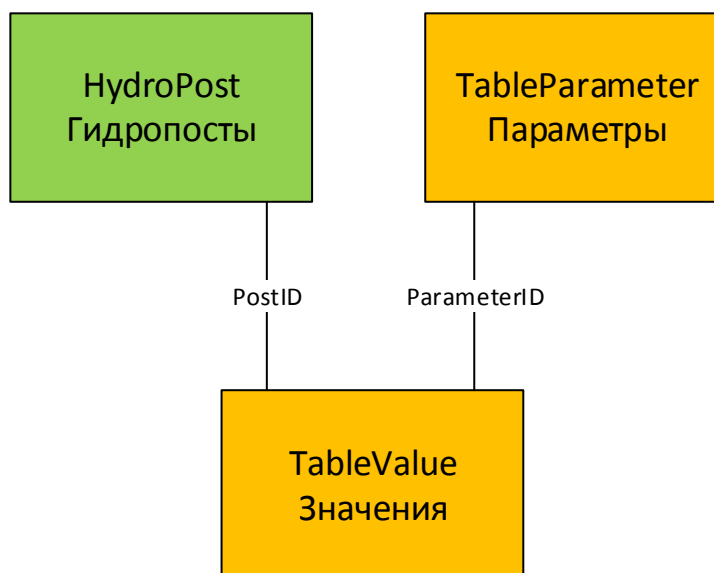 HydroPost
Гидропосты
TableParameter
Параметры
PostID
ParameterID
TableValue
Значения